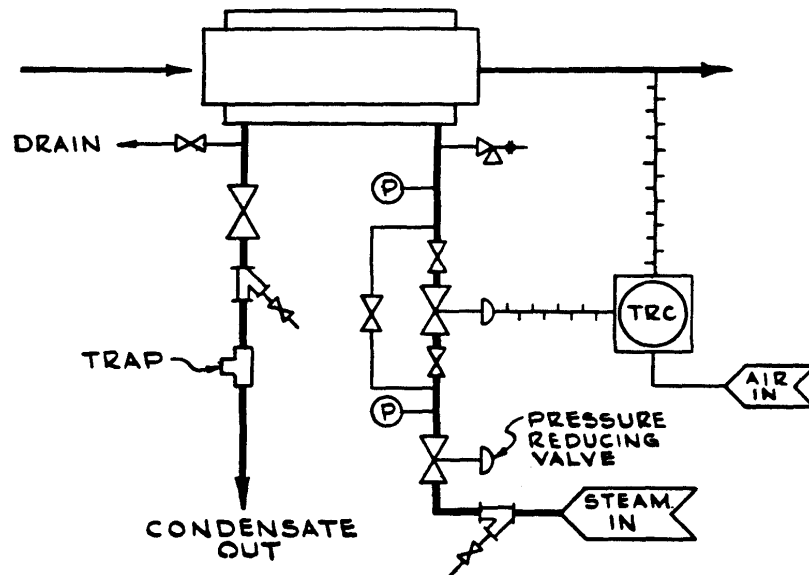 DRAIN
P
TRC
TRAP
AIR
IN
P
PRESSURE
REDUCING
VALVE
STEAM
IN
CONDENSATE
OUT